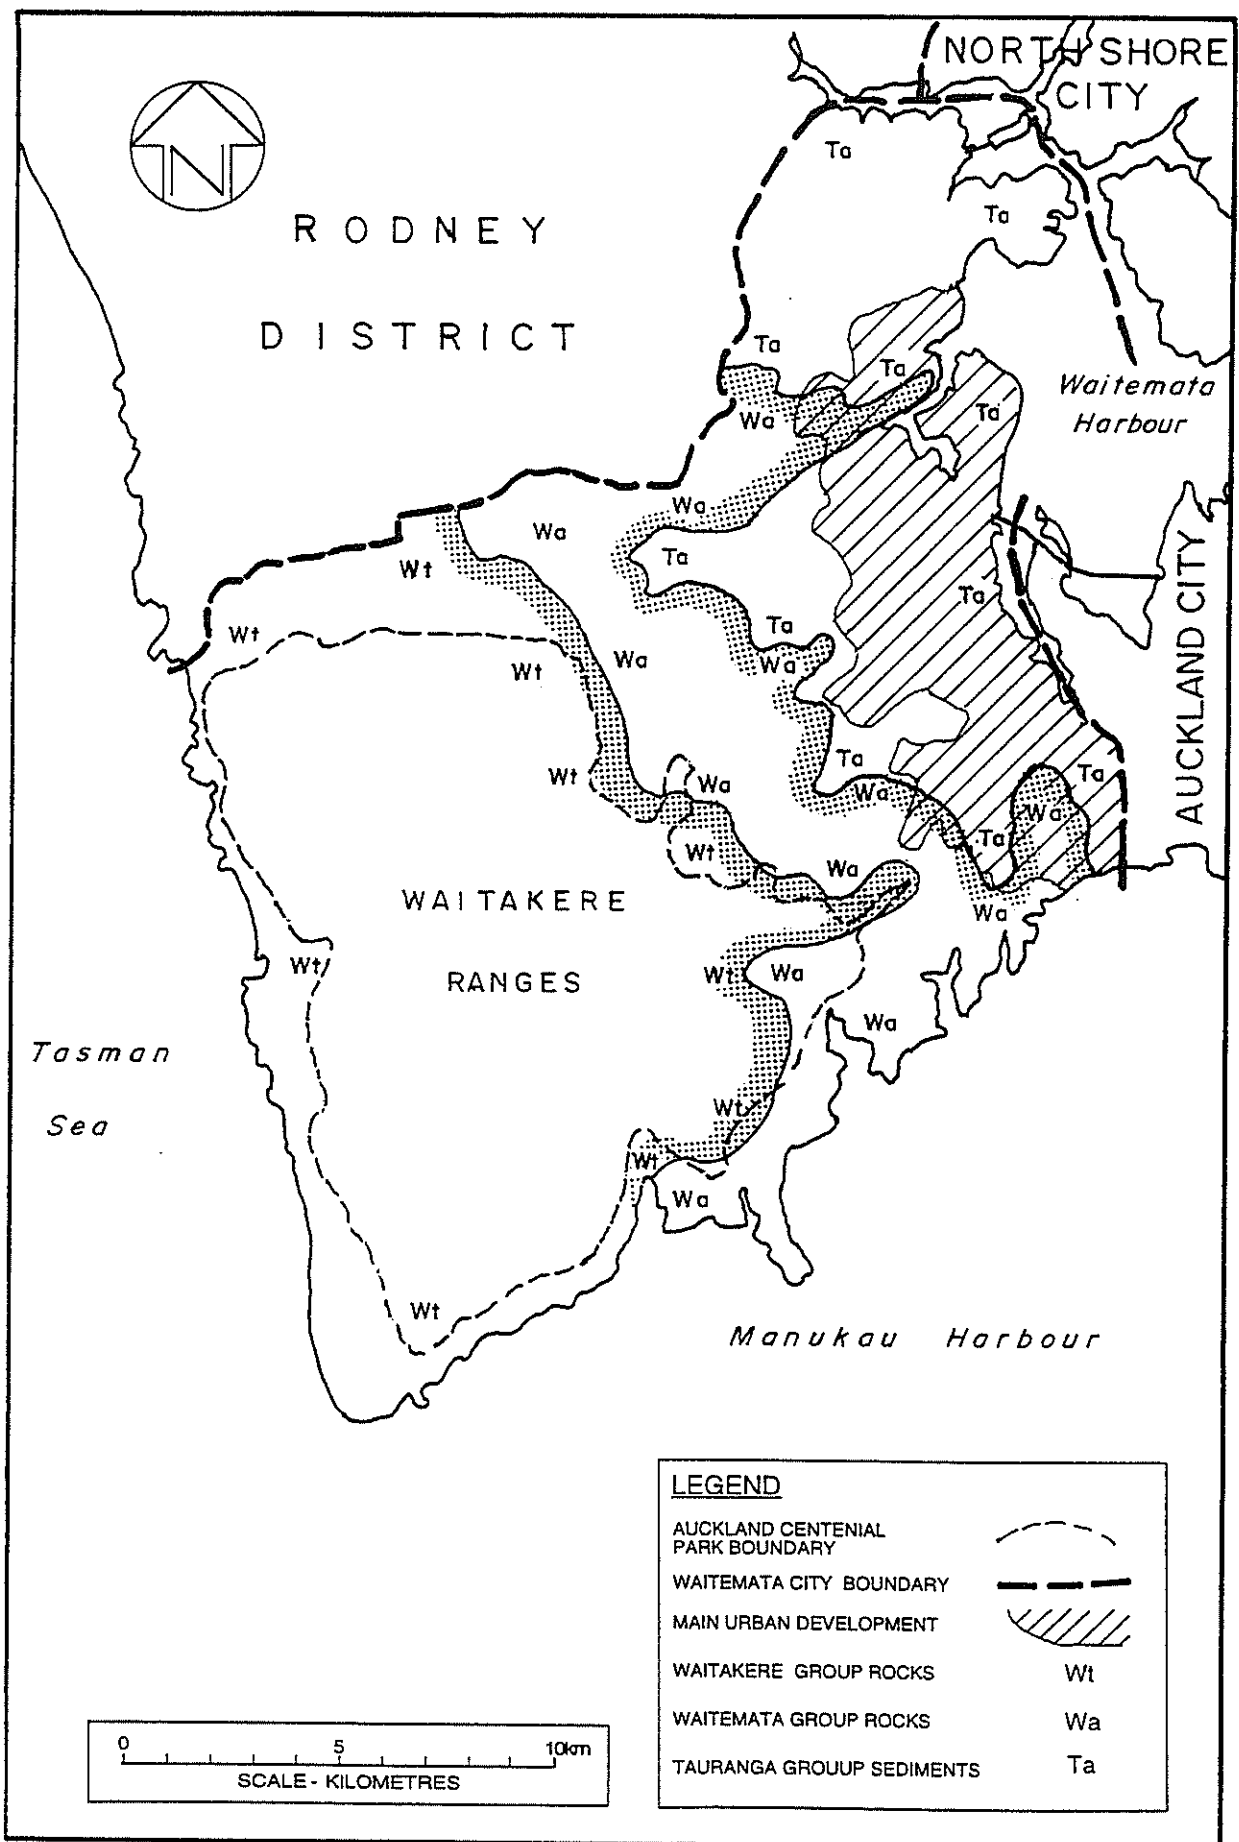 NORTH SHORE
CITY
N
Ta
RODNEY
Ta
DISTRICT
Ta
Ta
Waitemata
Harbour
Wa
Ta
Wa
Wa
Ta
Wt
AUCKLAND CITY
Ta
Wt
Ta
Wa
Wa
Wt
Ta
Wt
Wa
Wa
Ta
Wa
Ta
Wt
Wa
WAITAKERE
Wa
Wt
RANGES
Wt
Wa
Wa
Tasman
Sea
Wt
Wt
Wa
Wt
Manukau Harbour
LEGEND
AUCKLAND CENTENIAL
PARK BOUNDARY
WAITEMATA CITY BOUNDARY
MAIN URBAN DEVELOPMENT
WAITAKERE GROUP ROCKS Wt
WAITEMATA GROUP ROCKS Wa
TAURANGA GROUUP SEDIMENTS Ta
0 5 10km
SCALE - KILOMETRES